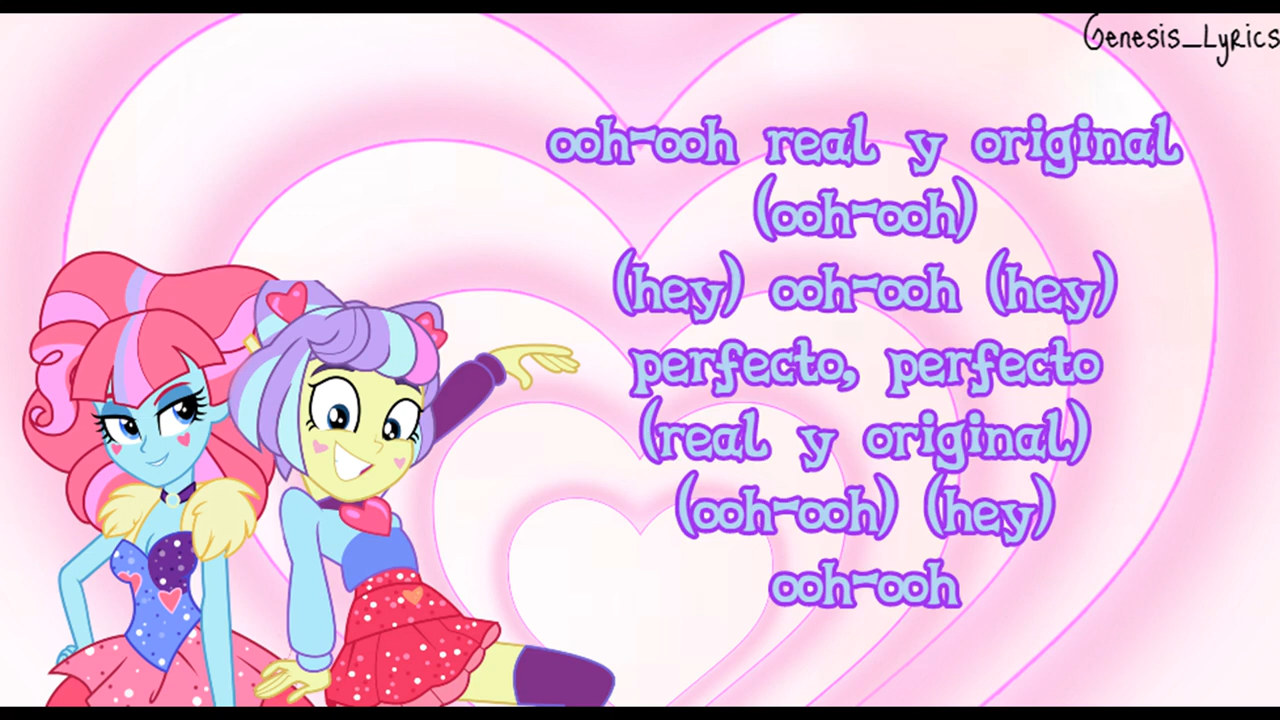 Genesis_Lyrics
ooh-ooh real y original
(ooh-ooh)
(hey) ooh-ooh (hey)
perfecto, perfecto
(real y original)
(ooh-ooh) (hey)
ooh-ooh